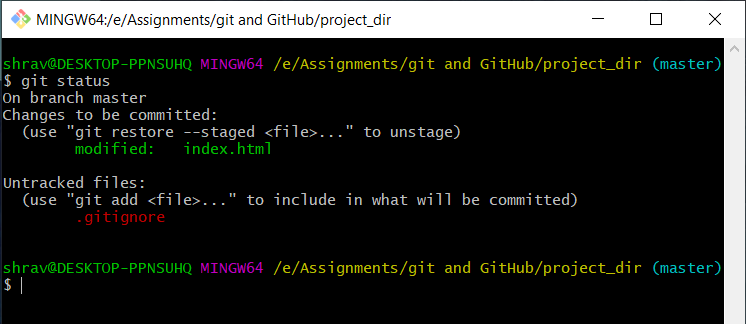 MINGW64:/e/Assignments/git and GitHub/project_dir
shrav@DESKTOP-PPNSUHQ MINGW64 /e/Assignments/git and GitHub/project_dir (master)
$ git status
On branch master
Changes to be committed:
  (use "git restore --staged <file>..." to unstage)
        modified:   index.html

Untracked files:
  (use "git add <file>..." to include in what will be committed)
        .gitignore

shrav@DESKTOP-PPNSUHQ MINGW64 /e/Assignments/git and GitHub/project_dir (master)
$